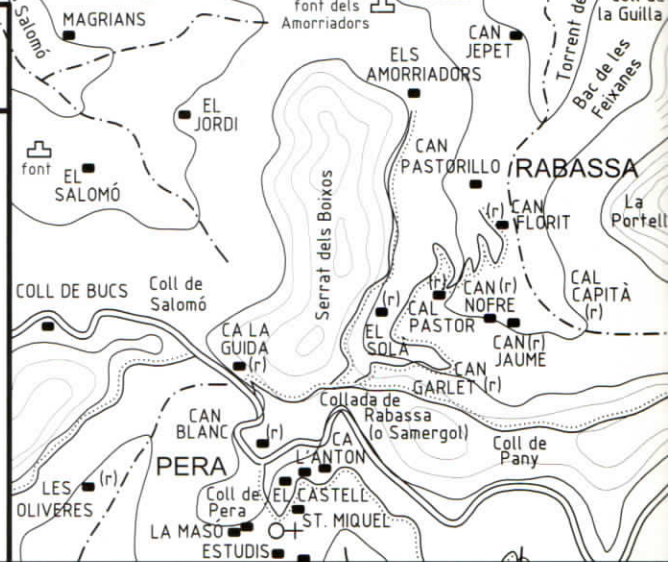 Salomó
MAGRIANS
font dels
Amorriadors
CAN
JEPET
Torrent de
la Guilla
Bac de les
Feixanes
ELS
AMORRIADORS
EL
JORDI
CAN
PASTORILLO
RABASSA
font
EL
SALOMÓ
Serrat dels Boixos
(r) CAN
FLORIT
La
Portell
COLL DE BUCS
Coll de
Salomó
(r)
(r)
CAL
PASTOR
CAN (r)
NOFRE
CAL
CAPITÀ
(r)
CA LA
GUIDA
(r)
EL
SOLÀ
CAN (r)
JAUME
CAN
GARLET (r)
Collada de
Rabassa
(o Samergol)
CAN
BLANC
(r)
CA
L'ANTON
Coll de
Pany
PERA
LES
OLIVERES
(r)
Coll de
Pera
EL CASTELL
LA MASÓ
ST. MIQUEL
ESTUDIS